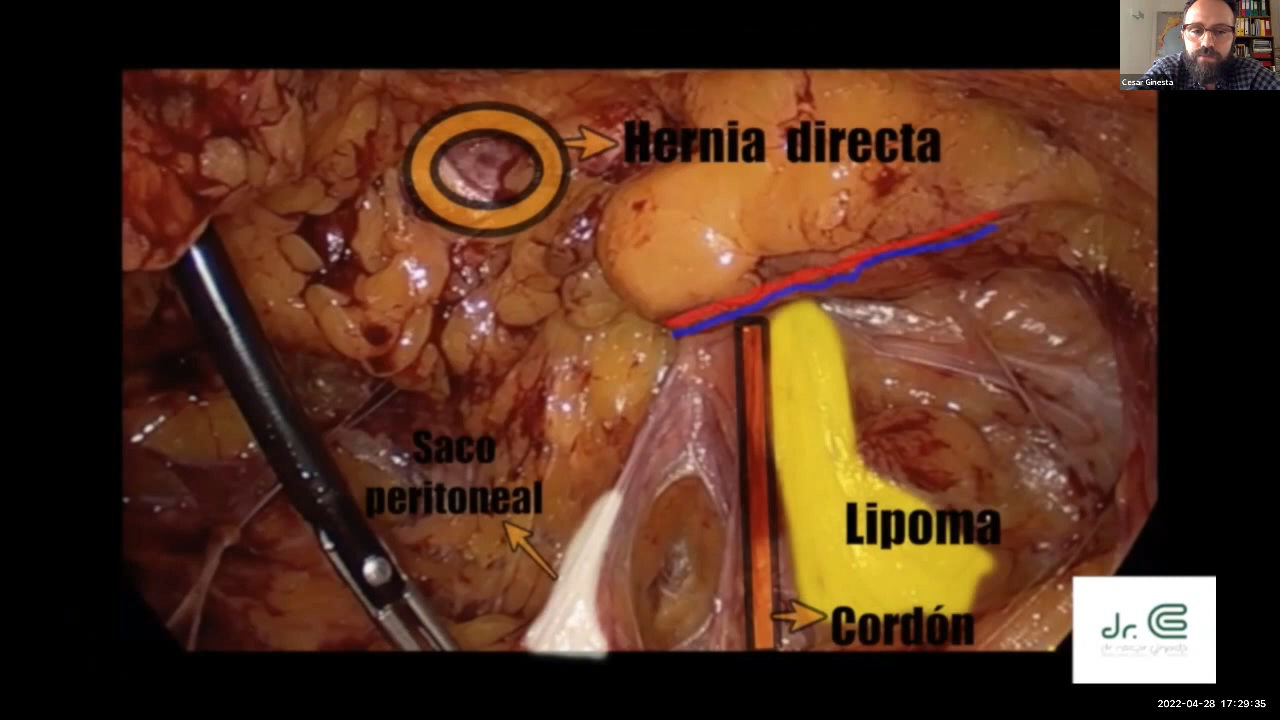 Cesar Ginesta
Hernia directa
Saco
peritoneal
Lipoma
Cordón
dr.
2022-04-28 17:29:35